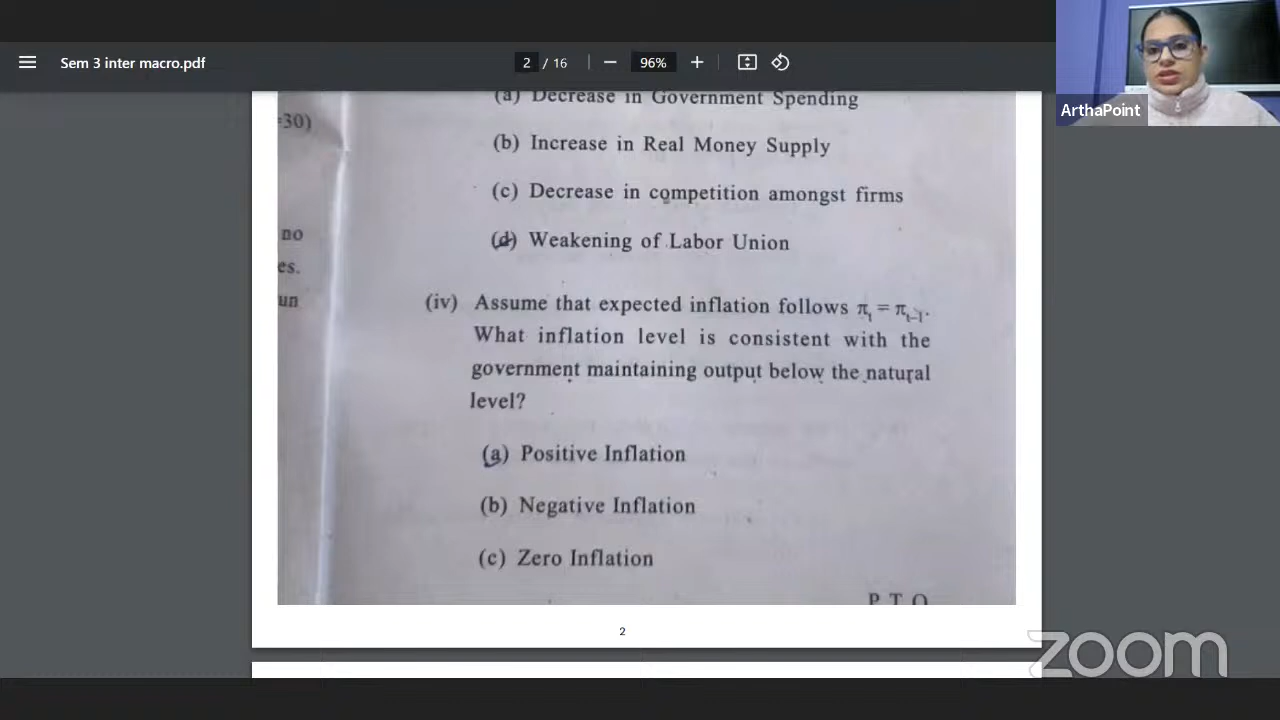 Sem 3 inter macro.pdf
2 / 16
96%
ArthaPoint
=30)
(a) Decrease in Government Spending
(b) Increase in Real Money Supply
(c) Decrease in competition amongst firms
no
(d) Weakening of Labor Union
es.
un
(iv) Assume that expected inflation follows πt = πt-1.
What inflation level is consistent with the
government maintaining output below the natural
level?
(a) Positive Inflation
(b) Negative Inflation
(c) Zero Inflation
P.T.O
2
zoom